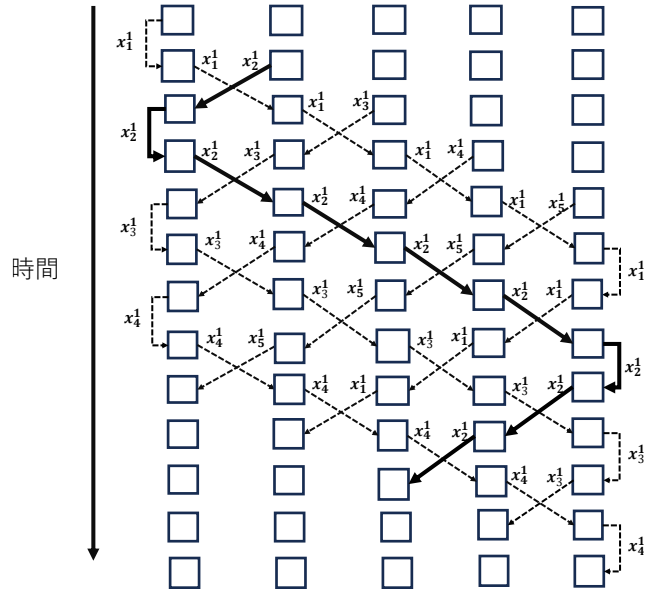 x₁¹
x₁¹ x₂¹
x₁¹ x₃¹
x₂¹
x₂¹ x₃¹ x₁¹ x₄¹
x₃¹ x₂¹ x₄¹ x₁¹ x₅¹
x₃¹ x₄¹ x₂¹ x₅¹ x₁¹
時間
x₄¹ x₃¹ x₅¹ x₂¹ x₁¹
x₄¹ x₅¹ x₃¹ x₁¹ x₂¹
x₄¹ x₁¹ x₃¹ x₂¹
x₄¹ x₂¹ x₃¹
x₄¹ x₃¹
x₄¹